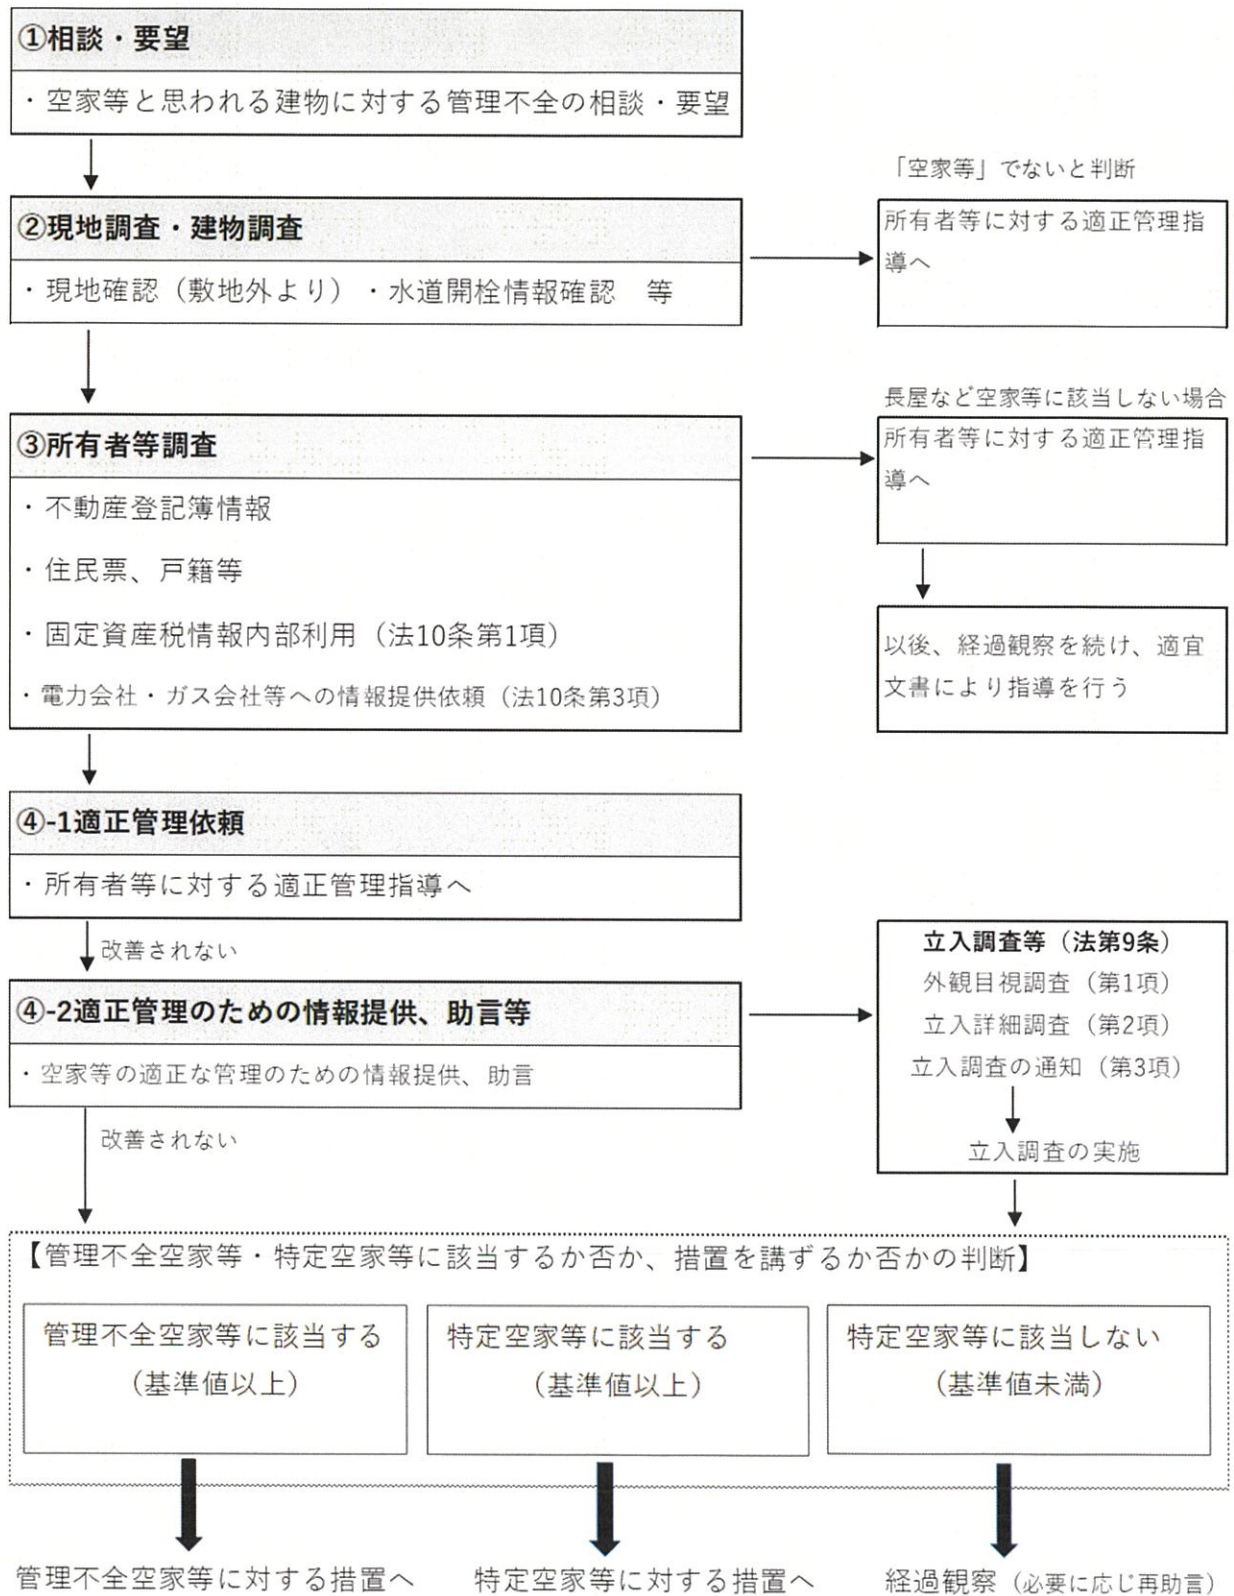 ①相談・要望
・空家等と思われる建物に対する管理不全の相談・要望
「空家等」でないと判断
②現地調査・建物調査
・現地確認（敷地外より）・水道開栓情報確認　等
所有者等に対する適正管理指
導へ
長屋など空家等に該当しない場合
③所有者等調査
・不動産登記簿情報
・住民票、戸籍等
・固定資産税情報内部利用（法10条第1項）
・電力会社・ガス会社等への情報提供依頼（法10条第3項）
所有者等に対する適正管理指
導へ
以後、経過観察を続け、適宜
文書により指導を行う
④-1適正管理依頼
・所有者等に対する適正管理指導へ
改善されない
④-2適正管理のための情報提供、助言等
・空家等の適正な管理のための情報提供、助言
改善されない
立入調査等（法第9条）
外観目視調査（第1項）
立入詳細調査（第2項）
立入調査の通知（第3項）
立入調査の実施
【管理不全空家等・特定空家等に該当するか否か、措置を講ずるか否かの判断】
管理不全空家等に該当する
（基準値以上）
特定空家等に該当する
（基準値以上）
特定空家等に該当しない
（基準値未満）
管理不全空家等に対する措置へ
特定空家等に対する措置へ
経過観察（必要に応じ再助言）